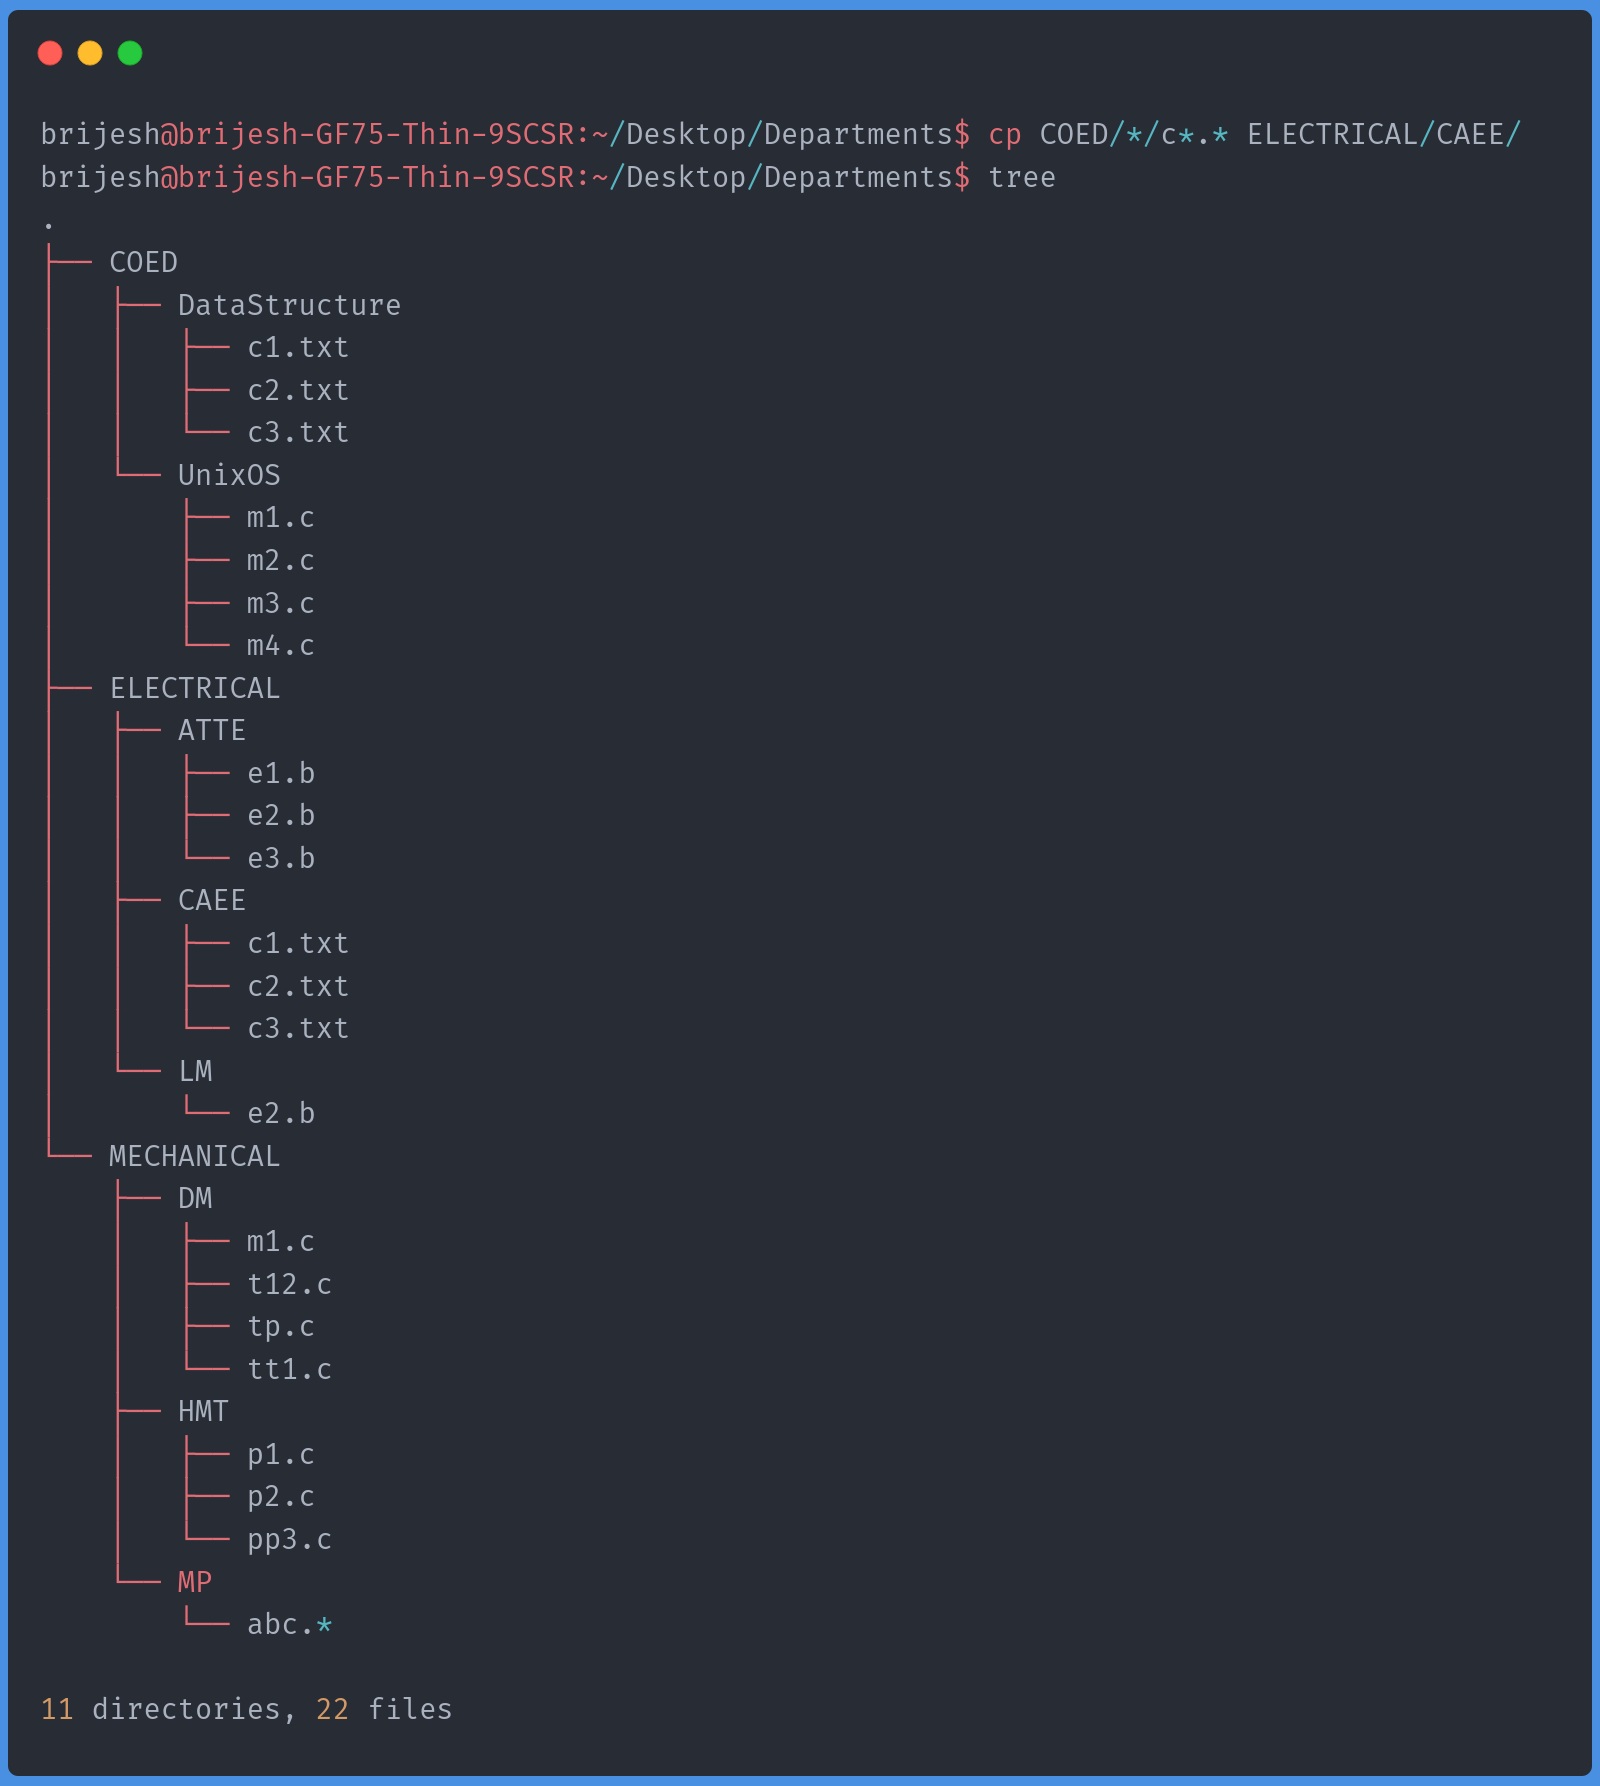 brijesh@brijesh-GF75-Thin-9SCSR:~/Desktop/Departments$ cp COED/*/c*.* ELECTRICAL/CAEE/
brijesh@brijesh-GF75-Thin-9SCSR:~/Desktop/Departments$ tree
.
├── COED
│   ├── DataStructure
│   │   ├── c1.txt
│   │   ├── c2.txt
│   │   └── c3.txt
│   └── UnixOS
│       ├── m1.c
│       ├── m2.c
│       ├── m3.c
│       └── m4.c
├── ELECTRICAL
│   ├── ATTE
│   │   ├── e1.b
│   │   ├── e2.b
│   │   └── e3.b
│   ├── CAEE
│   │   ├── c1.txt
│   │   ├── c2.txt
│   │   └── c3.txt
│   └── LM
│       └── e2.b
└── MECHANICAL
    ├── DM
    │   ├── m1.c
    │   ├── t12.c
    │   ├── tp.c
    │   └── tt1.c
    ├── HMT
    │   ├── p1.c
    │   ├── p2.c
    │   └── pp3.c
    └── MP
        └── abc.*
11 directories, 22 files